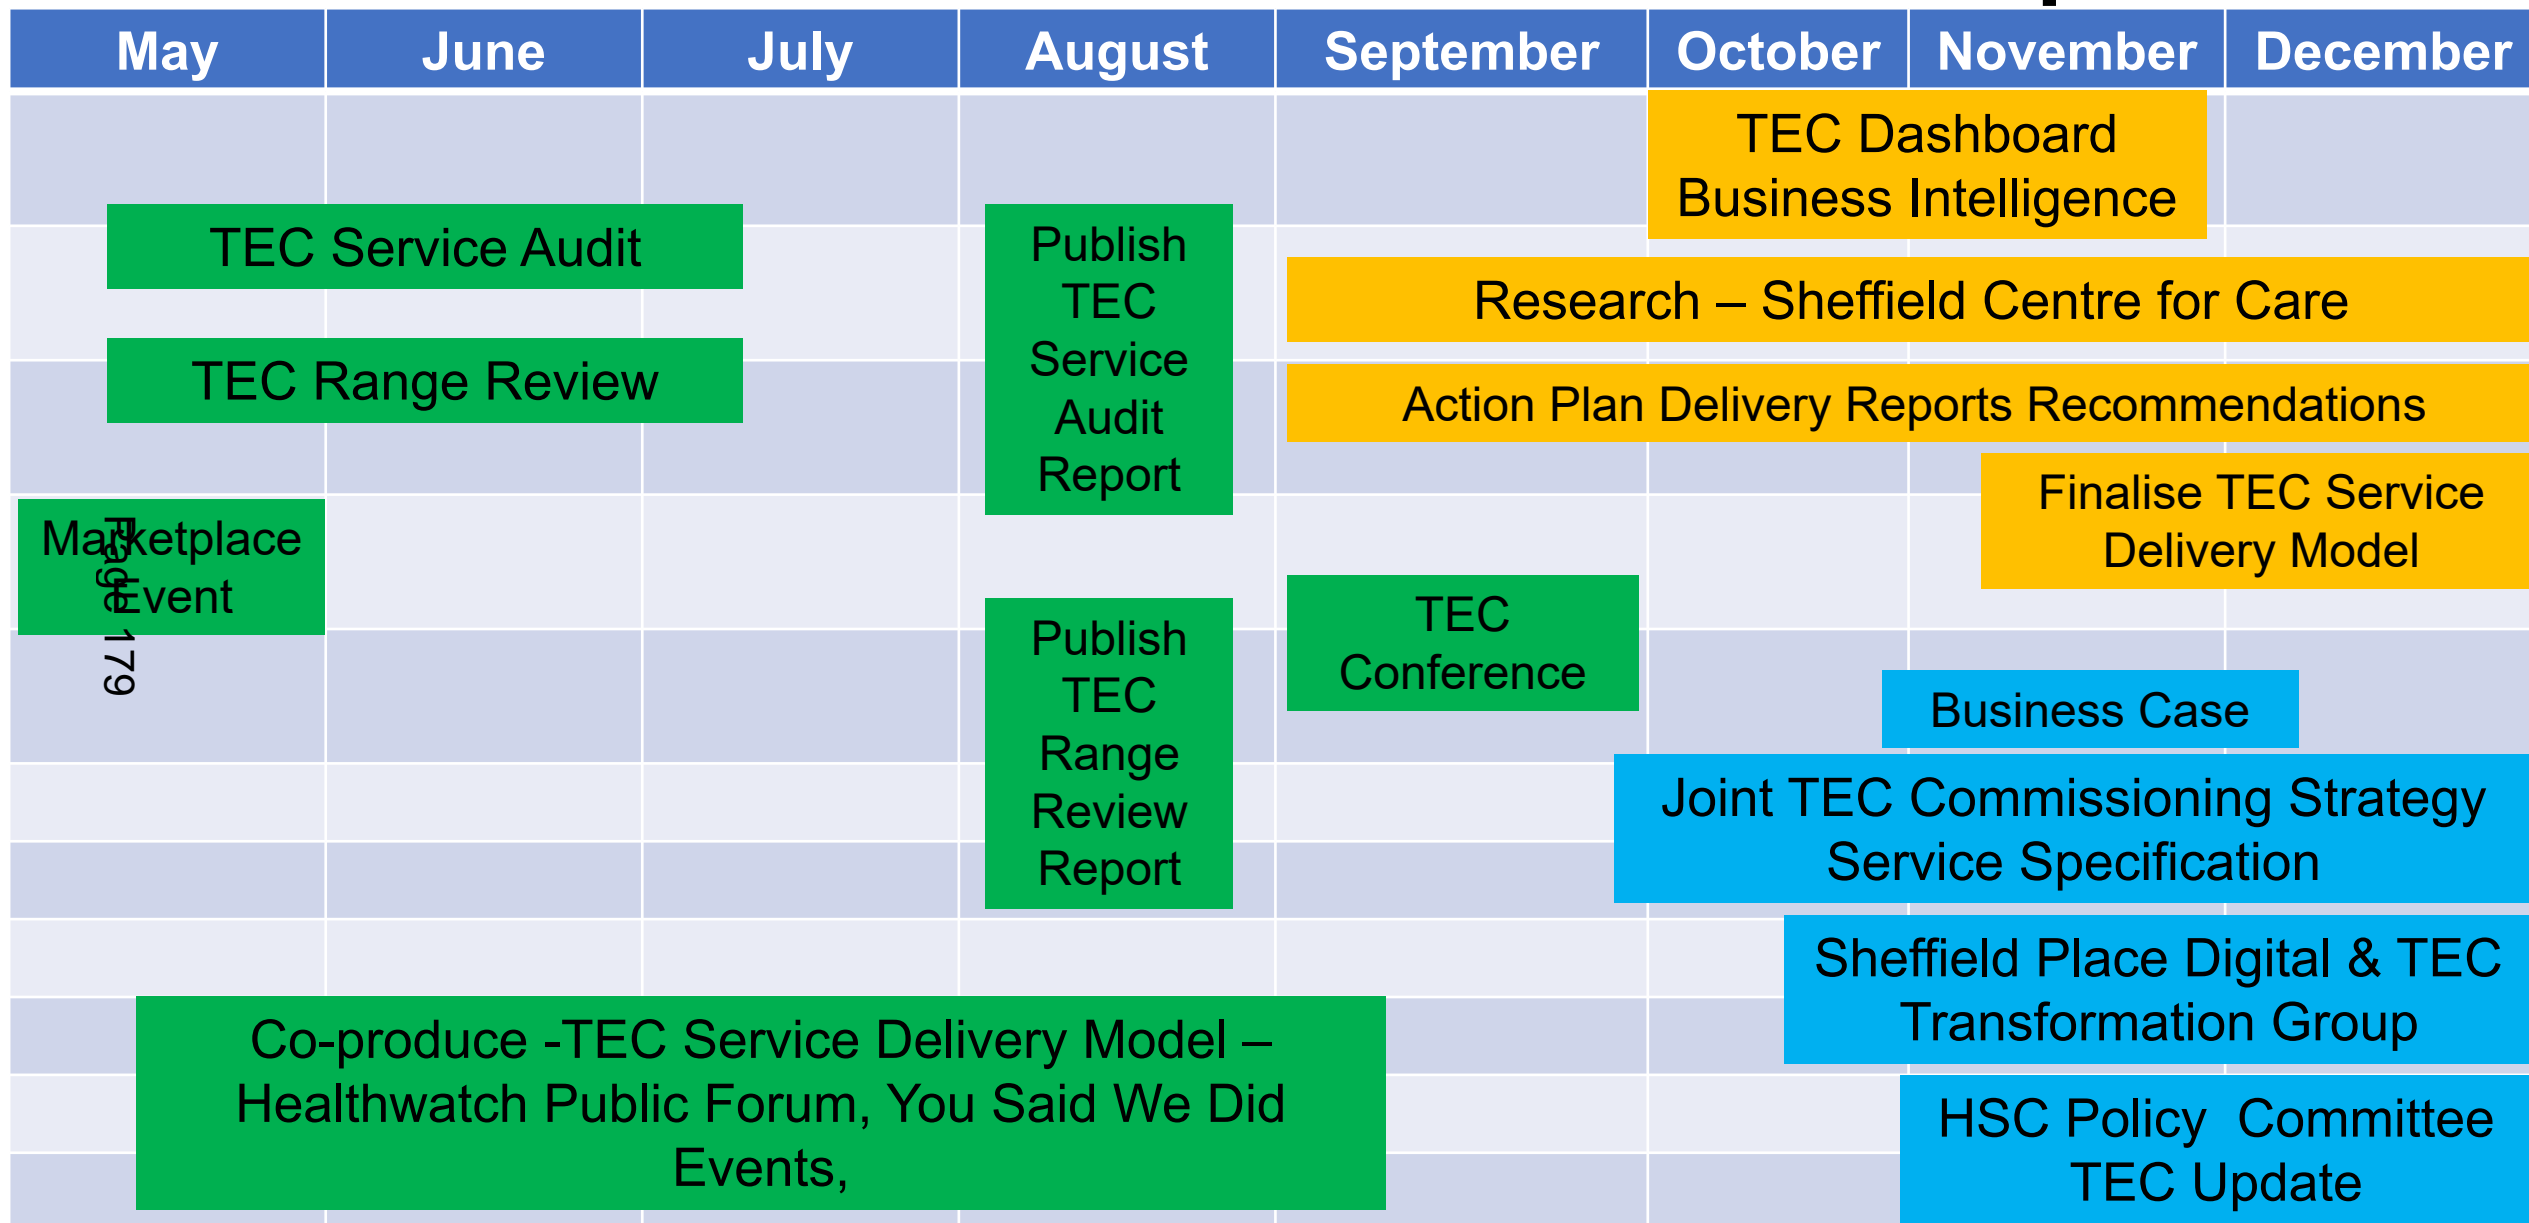 May June July August September October November December
TEC Dashboard
Business Intelligence
TEC Service Audit
Publish
TEC
Service
Audit
Report
Research – Sheffield Centre for Care
TEC Range Review
Action Plan Delivery Reports Recommendations
Finalise TEC Service
Delivery Model
Marketplace
Event
Page 179
TEC
Conference
Publish
TEC
Range
Review
Report
Business Case
Joint TEC Commissioning Strategy
Service Specification
Sheffield Place Digital & TEC
Transformation Group
Co-produce -TEC Service Delivery Model –
Healthwatch Public Forum, You Said We Did
Events,
HSC Policy  Committee
TEC Update